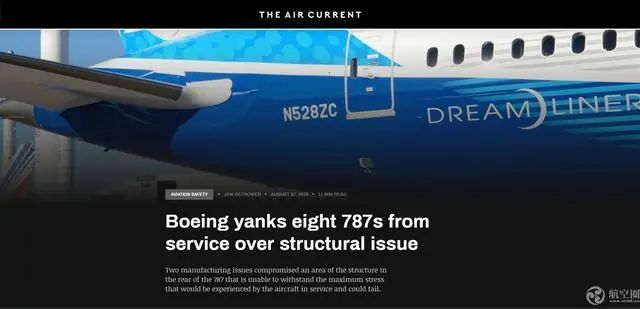 THE AIR CURRENT
N528ZC
DREAMLINER
AVIATION SAFETY • JON OSTROWER • AUGUST 27, 2020 • 11 MIN READ
Boeing yanks eight 787s from
service over structural issue
Two manufacturing issues compromised an area of the structure in
the rear of the 787 that is unable to withstand the maximum stress
that would be experienced by the aircraft in service and could fail.
航空圈